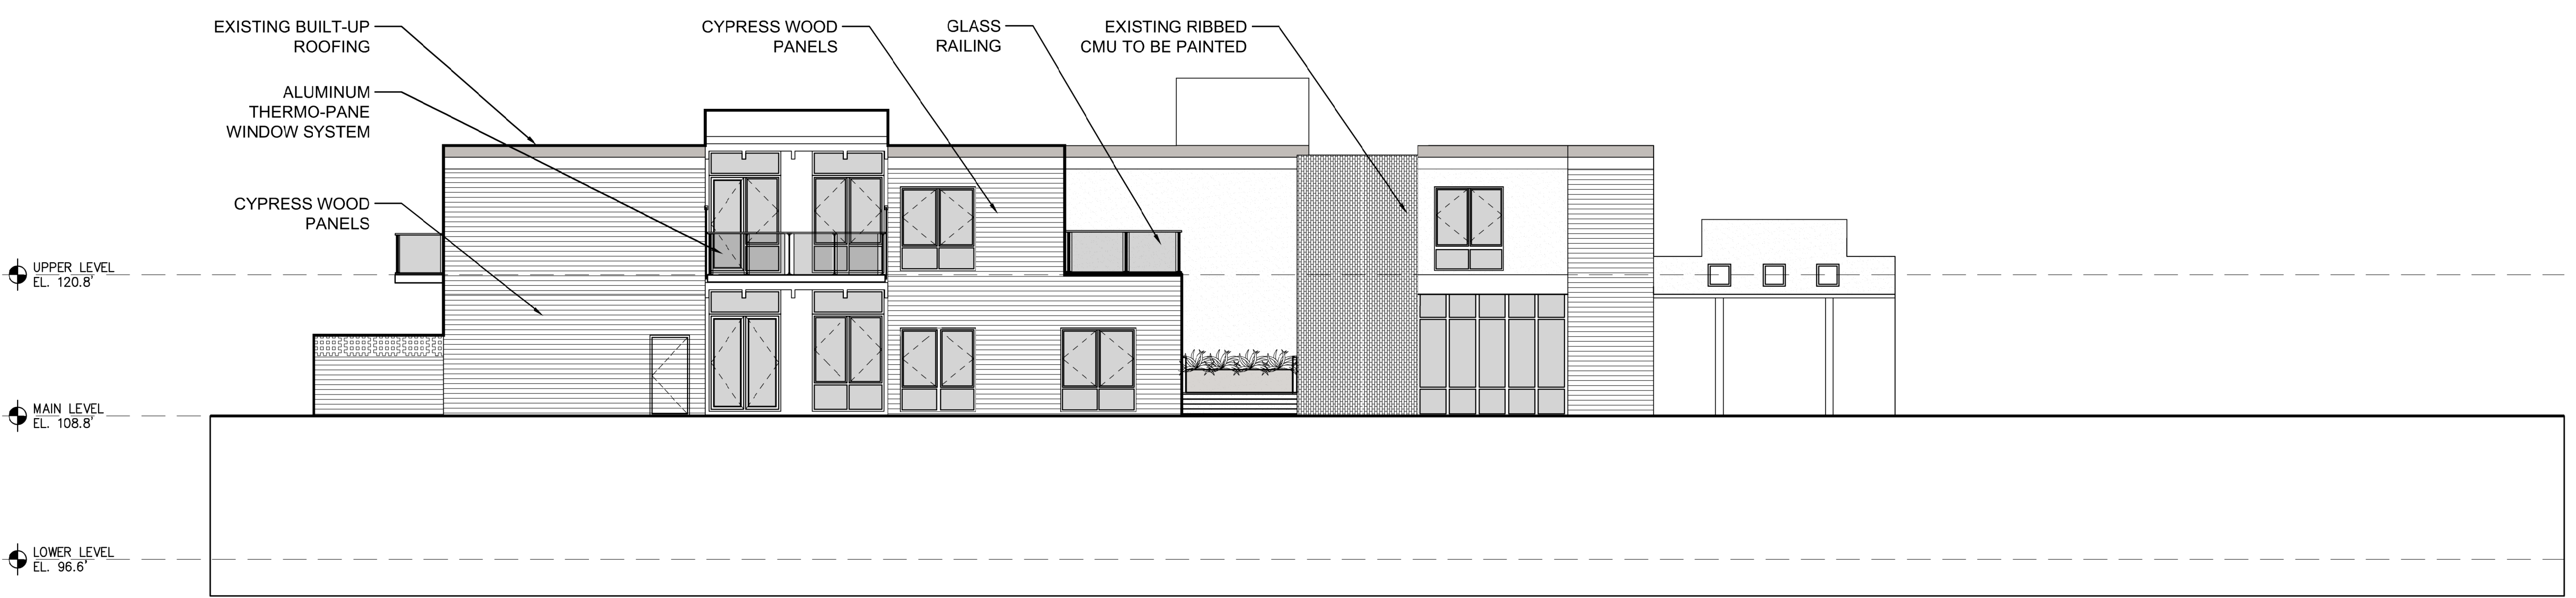 EXISTING BUILT-UP
ROOFING
ALUMINUM
THERMO-PANE
WINDOW SYSTEM
CYPRESS WOOD
PANELS
CYPRESS WOOD
PANELS
GLASS
RAILING
EXISTING RIBBED
CMU TO BE PAINTED
UPPER LEVEL
EL. 120.8'
MAIN LEVEL
EL. 108.8'
LOWER LEVEL
EL. 96.6'